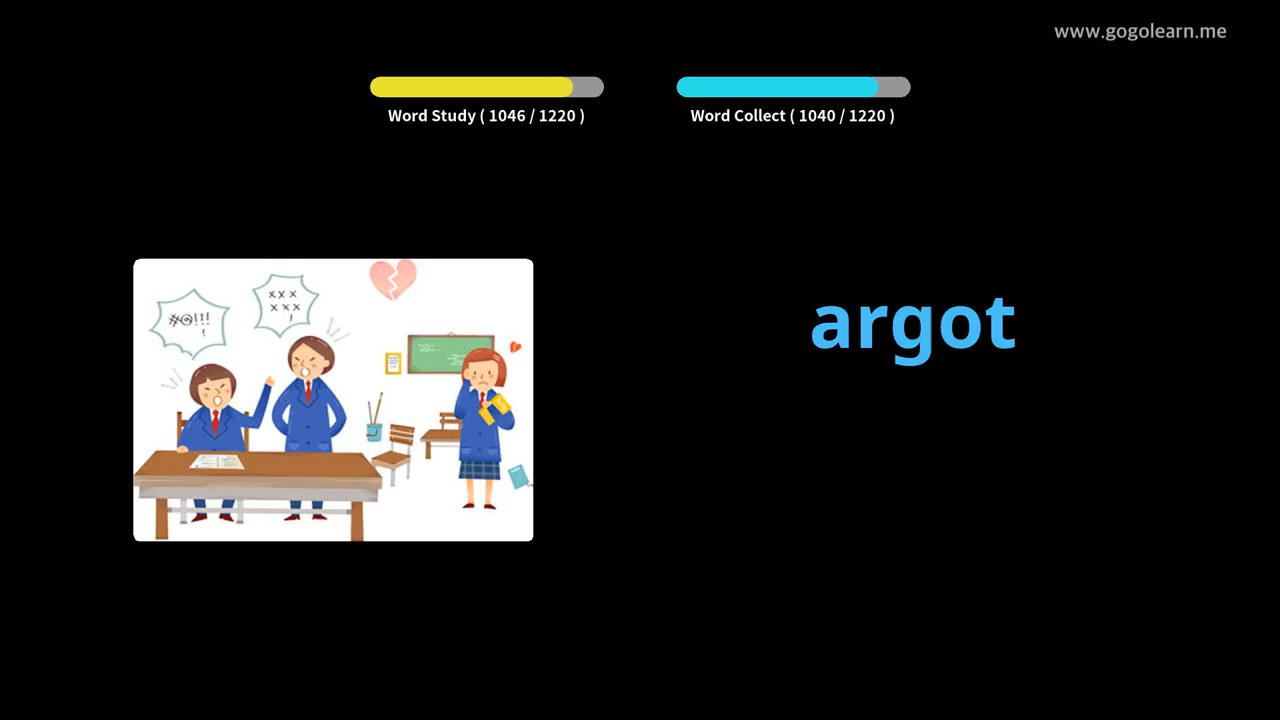 www.gogolearn.me
Word Study ( 1046 / 1220 )
Word Collect ( 1040 / 1220 )
#@!!!
x x x
x x x
argot